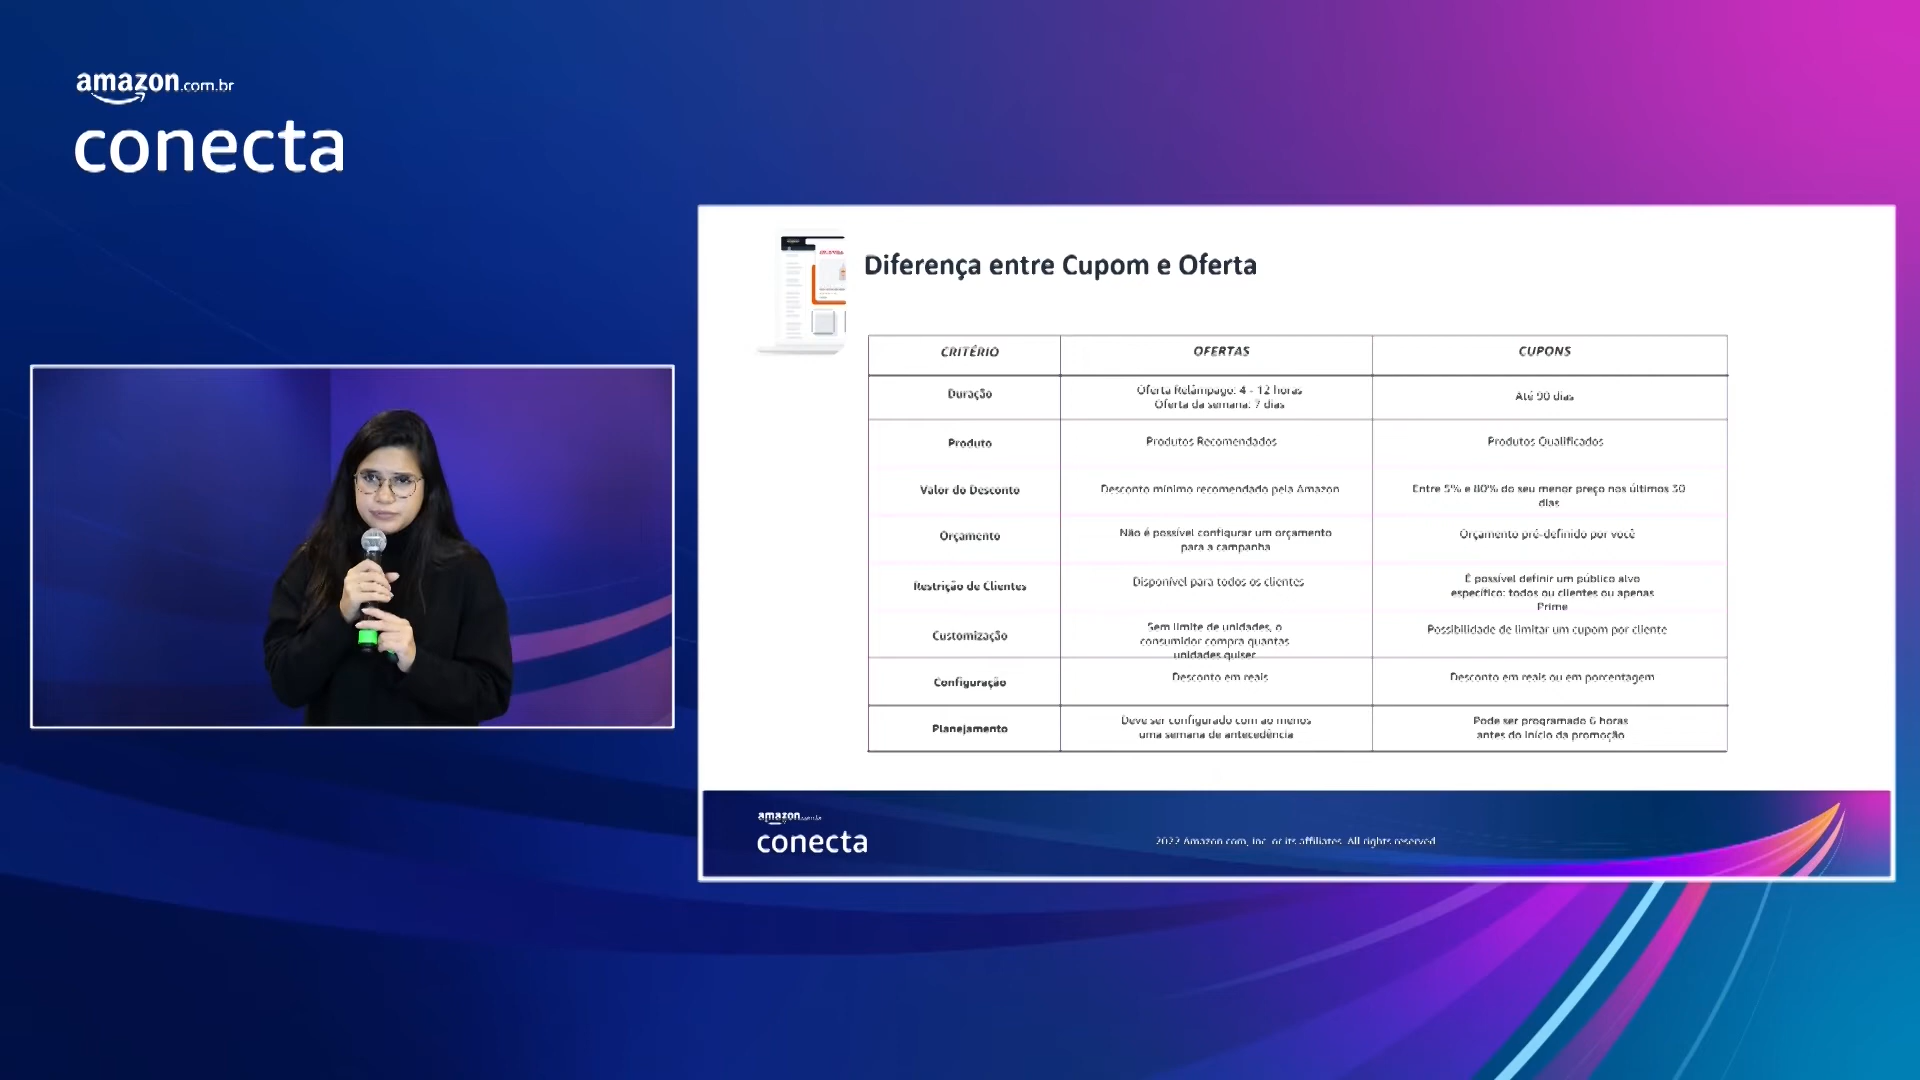 amazon.com.br
conecta
Diferença entre Cupom e Oferta
CRITÉRIO OFERTAS CUPONS
Duração
Oferta Relâmpago: 4 - 12 horas
Oferta da semana: 7 dias
Até 90 dias
Produto
Produtos Recomendados
Produtos Qualificados
Valor do Desconto
Desconto mínimo recomendado pela Amazon
Entre 5% e 80% do seu menor preço nos últimos 30
dias
Orçamento
Não é possível configurar um orçamento
para a campanha
Orçamento pré-definido por você
Restrição de Clientes
Disponível para todos os clientes
É possível definir um público alvo
específico: todos ou clientes ou apenas
Prime
Customização
Sem limite de unidades, o
consumidor compra quantas
unidades quiser
Possibilidade de limitar um cupom por cliente
Configuração
Desconto em reais
Desconto em reais ou em porcentagem
Planejamento
Deve ser configurado com ao menos
uma semana de antecedência
Pode ser programado 6 horas
antes do início da promoção
amazon.com.br
conecta
2022 Amazon.com, Inc. or its affiliates. All rights reserved